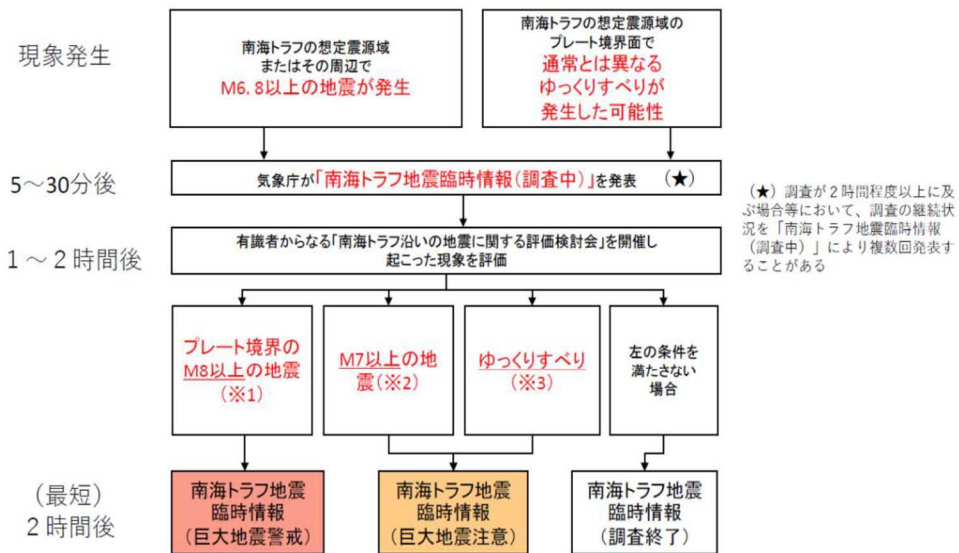 現象発生
南海トラフの想定震源域
またはその周辺で
M6.8以上の地震が発生
南海トラフの想定震源域の
プレート境界面で
通常とは異なる
ゆっくりすべりが
発生した可能性
5～30分後
気象庁が「南海トラフ地震臨時情報(調査中)」を発表 (★)
(★)調査が2時間程度以上に及
ぶ場合等において、調査の継続状
況を「南海トラフ地震臨時情報
(調査中)」により複数回発表す
ることがある
1～2時間後
有識者からなる「南海トラフ沿いの地震に関する評価検討会」を開催し
起こった現象を評価
プレート境界の
M8以上の地震
(※1)
M7以上の地
震(※2)
ゆっくりすべり
(※3)
左の条件を
満たさない
場合
(最短)
2時間後
南海トラフ地震
臨時情報
(巨大地震警戒)
南海トラフ地震
臨時情報
(巨大地震注意)
南海トラフ地震
臨時情報
(調査終了)